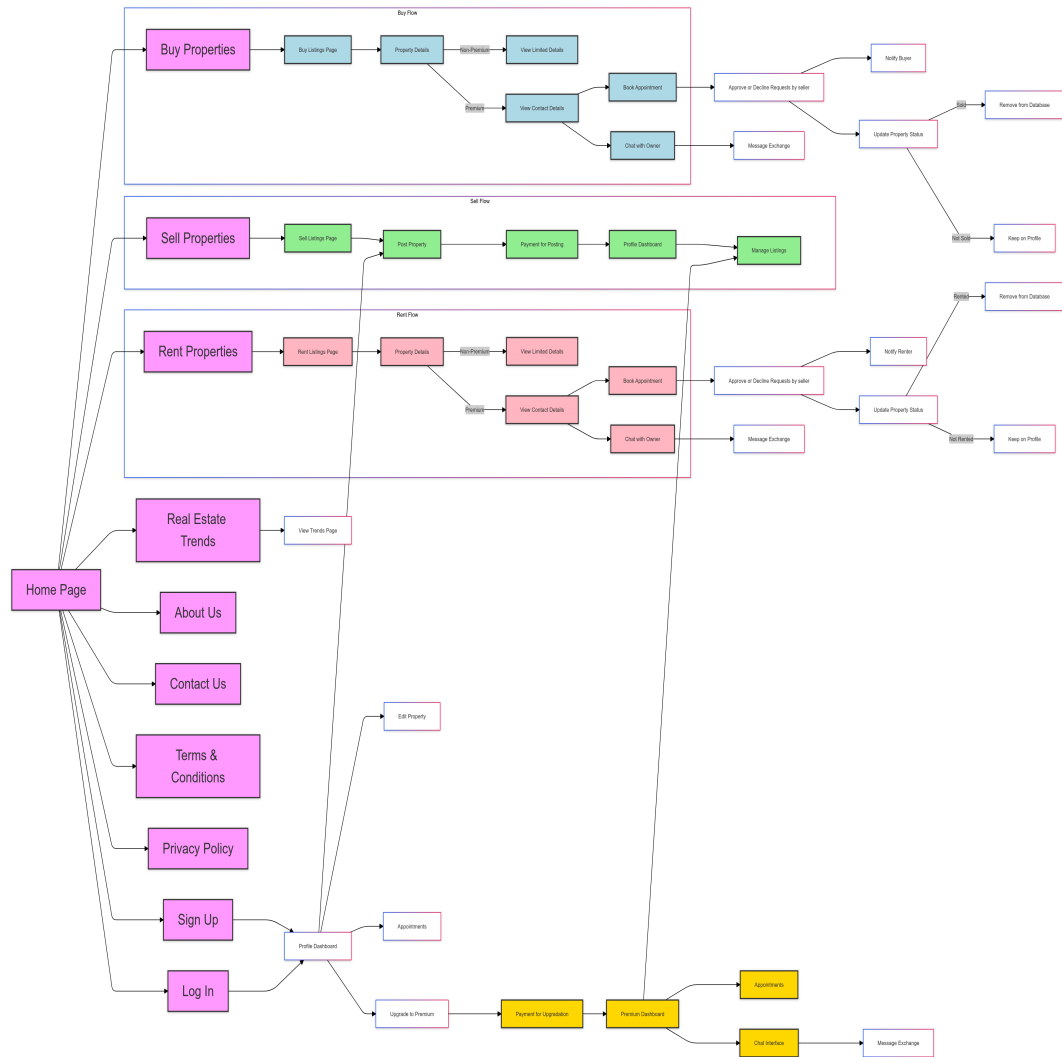 Buy Flow
Buy Properties
Buy Listings Page
Property Details
Non-Premium
View Limited Details
Premium
View Contact Details
Book Appointment
Chat with Owner
Approve or Decline Requests by seller
Message Exchange
Notify Buyer
Update Property Status
Sold
Remove from Database
Not Sold
Keep on Profile
Sell Flow
Sell Properties
Sell Listings Page
Post Property
Payment for Posting
Profile Dashboard
Manage Listings
Rent Flow
Rent Properties
Rent Listings Page
Property Details
Non-Premium
View Limited Details
Premium
View Contact Details
Book Appointment
Chat with Owner
Approve or Decline Requests by seller
Message Exchange
Notify Renter
Update Property Status
Rented
Remove from Database
Not Rented
Keep on Profile
Real Estate
Trends
View Trends Page
Home Page
About Us
Contact Us
Terms &
Conditions
Privacy Policy
Sign Up
Log In
Profile Dashboard
Edit Property
Appointments
Upgrade to Premium
Payment for Upgradation
Premium Dashboard
Appointments
Chat Interface
Message Exchange